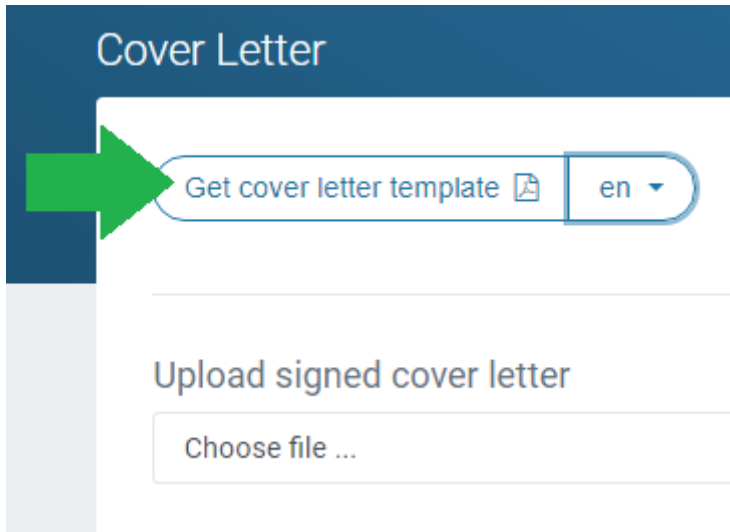 Cover Letter
Get cover letter template en
Upload signed cover letter
Choose file ...